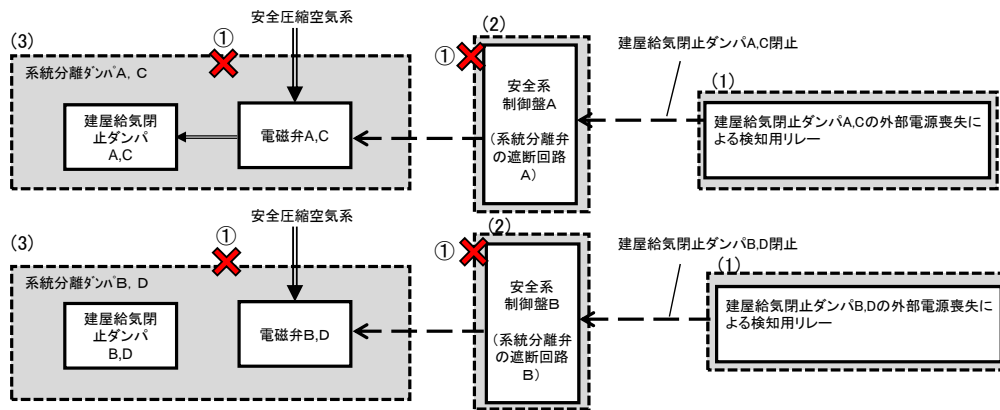 安全圧縮空気系
(3)
①
系統分離ﾀﾞﾝﾊﾟA, C
建屋給気閉
止ダンパ
A,C
電磁弁A,C
(2)
①
安全系
制御盤A
(系統分離弁
の遮断回路
A)
建屋給気閉止ダンパA,C閉止
(1)
建屋給気閉止ダンパA,Cの外部電源喪失に
よる検知用リレー
安全圧縮空気系
(3)
①
系統分離ﾀﾞﾝﾊﾟB, D
建屋給気閉
止ダンパ
B,D
電磁弁B,D
(2)
①
安全系
制御盤B
(系統分離弁
の遮断回路
B)
建屋給気閉止ダンパB,D閉止
(1)
建屋給気閉止ダンパB,Dの外部電源喪失に
よる検知用リレー